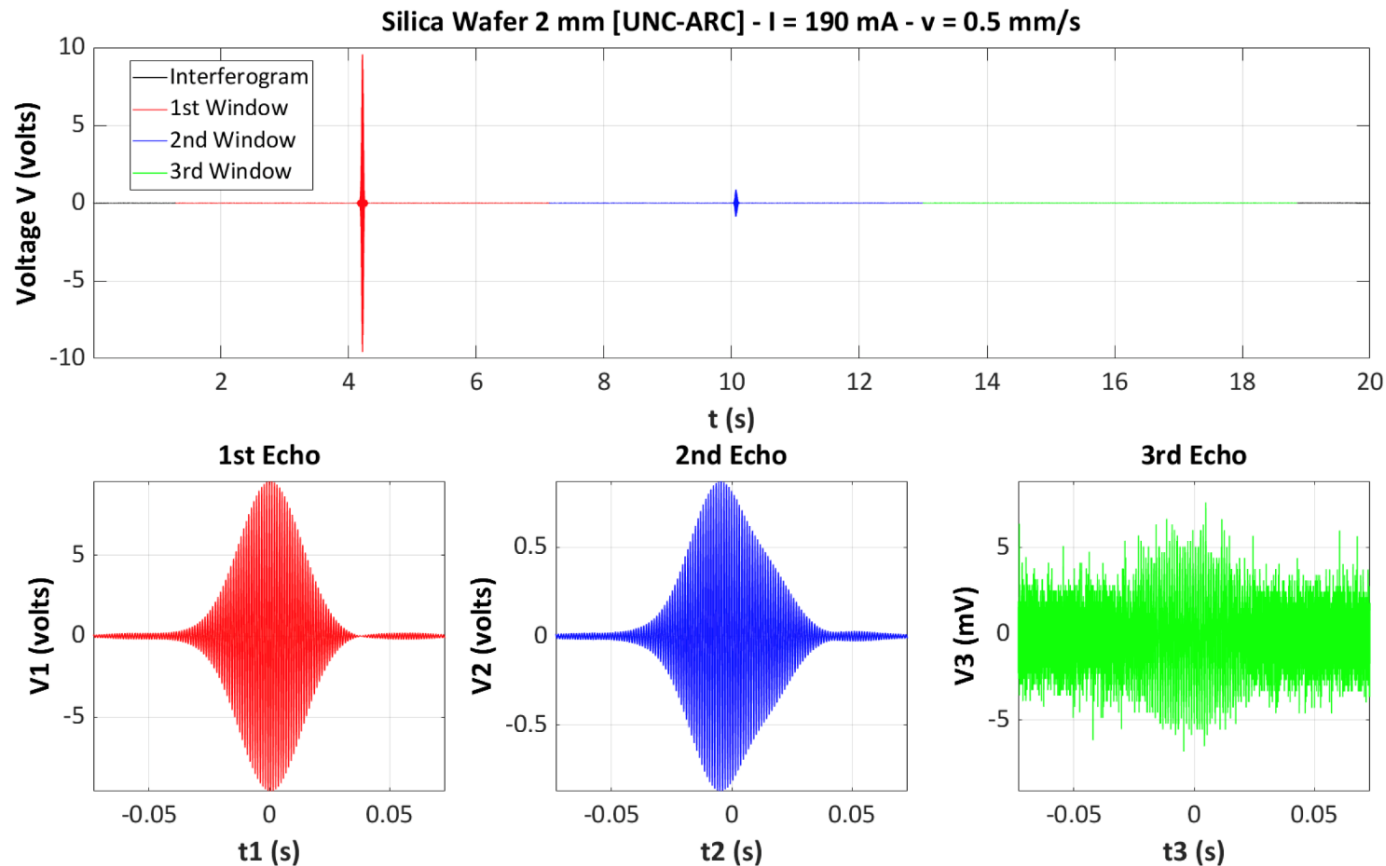 Silica Wafer 2 mm [UNC-ARC] - I = 190 mA - v = 0.5 mm/s
Voltage V (volts)
10
5
0
-5
-10
Interferogram
1st Window
2nd Window
3rd Window
2 4 6 8 10 12 14 16 18 20
t (s)
1st Echo
V1 (volts)
5
0
-5
-0.05 0 0.05
t1 (s)
2nd Echo
V2 (volts)
0.5
0
-0.5
-0.05 0 0.05
t2 (s)
3rd Echo
V3 (mV)
5
0
-5
-0.05 0 0.05
t3 (s)